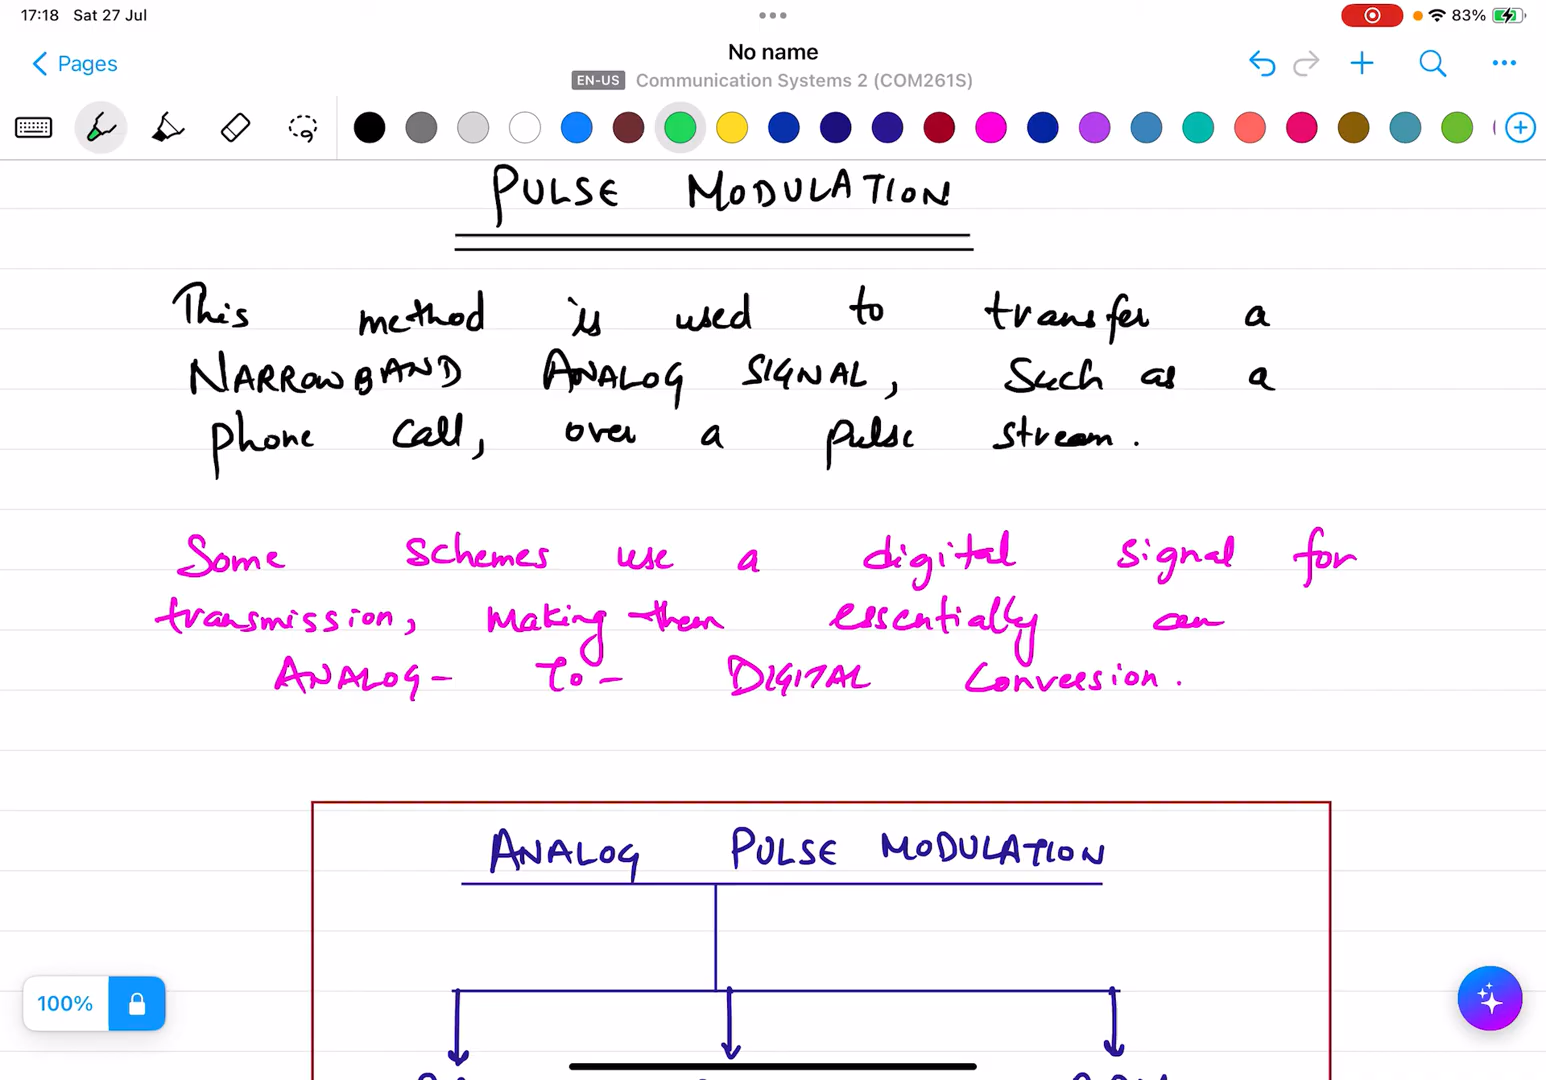 17:18 Sat 27 Jul
83%
Pages
No name
EN-US Communication Systems 2 (COM261S)
PULSE MODULATION
This method is used to transfer a
NARROWBAND ANALOG SIGNAL, Such as a
phone call, over a pulse stream.
Some schemes use a digital signal for
transmission, making them essentially an
ANALOG- To- DIGITAL Conversion.
ANALOG PULSE MODULATION
100%